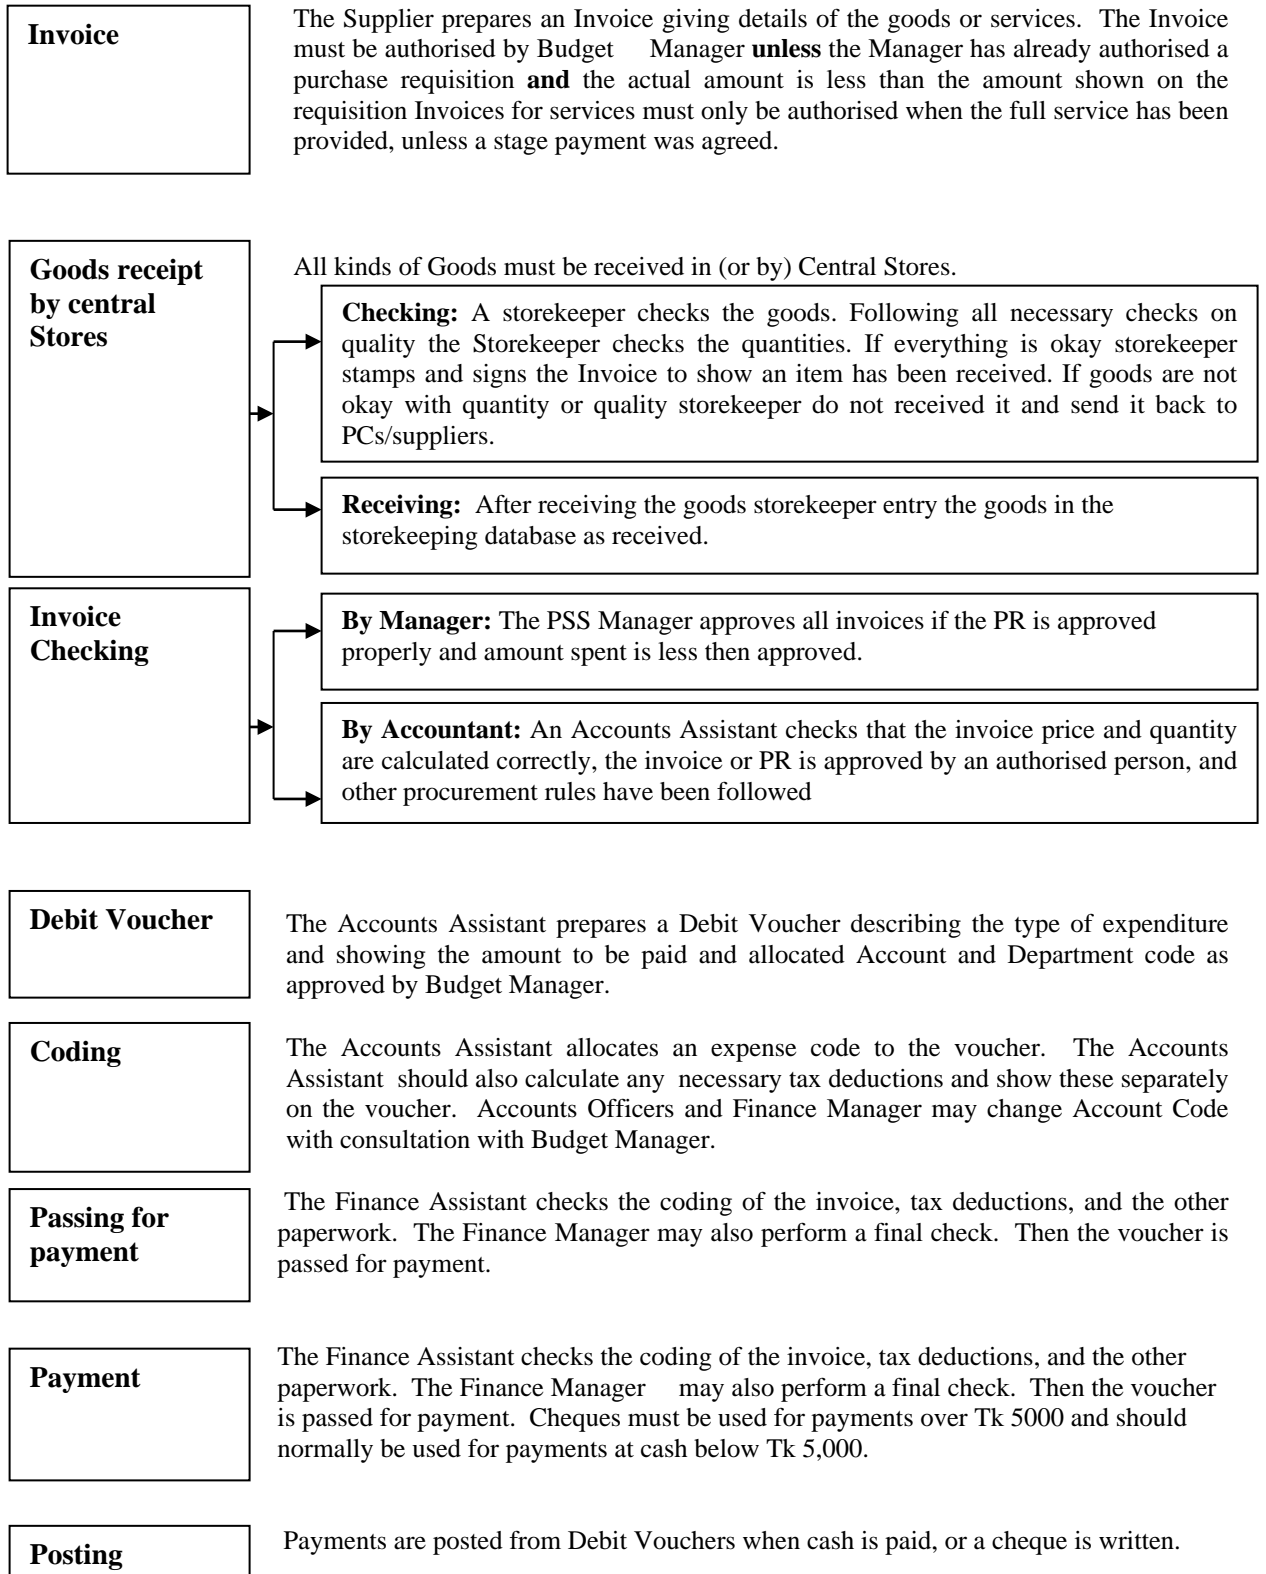 Invoice
The Supplier prepares an Invoice giving details of the goods or services. The Invoice
must be authorised by Budget Manager unless the Manager has already authorised a
purchase requisition and the actual amount is less than the amount shown on the
requisition Invoices for services must only be authorised when the full service has been
provided, unless a stage payment was agreed.
Goods receipt
by central
Stores
All kinds of Goods must be received in (or by) Central Stores.
Checking: A storekeeper checks the goods. Following all necessary checks on
quality the Storekeeper checks the quantities. If everything is okay storekeeper
stamps and signs the Invoice to show an item has been received. If goods are not
okay with quantity or quality storekeeper do not received it and send it back to
PCs/suppliers.
Receiving: After receiving the goods storekeeper entry the goods in the
storekeeping database as received.
Invoice
Checking
By Manager: The PSS Manager approves all invoices if the PR is approved
properly and amount spent is less then approved.
By Accountant: An Accounts Assistant checks that the invoice price and quantity
are calculated correctly, the invoice or PR is approved by an authorised person, and
other procurement rules have been followed
Debit Voucher
The Accounts Assistant prepares a Debit Voucher describing the type of expenditure
and showing the amount to be paid and allocated Account and Department code as
approved by Budget Manager.
Coding
The Accounts Assistant allocates an expense code to the voucher. The Accounts
Assistant should also calculate any necessary tax deductions and show these separately
on the voucher. Accounts Officers and Finance Manager may change Account Code
with consultation with Budget Manager.
Passing for
payment
The Finance Assistant checks the coding of the invoice, tax deductions, and the other
paperwork. The Finance Manager may also perform a final check. Then the voucher is
passed for payment.
Payment
The Finance Assistant checks the coding of the invoice, tax deductions, and the other
paperwork. The Finance Manager may also perform a final check. Then the voucher
is passed for payment. Cheques must be used for payments over Tk 5000 and should
normally be used for payments at cash below Tk 5,000.
Posting
Payments are posted from Debit Vouchers when cash is paid, or a cheque is written.